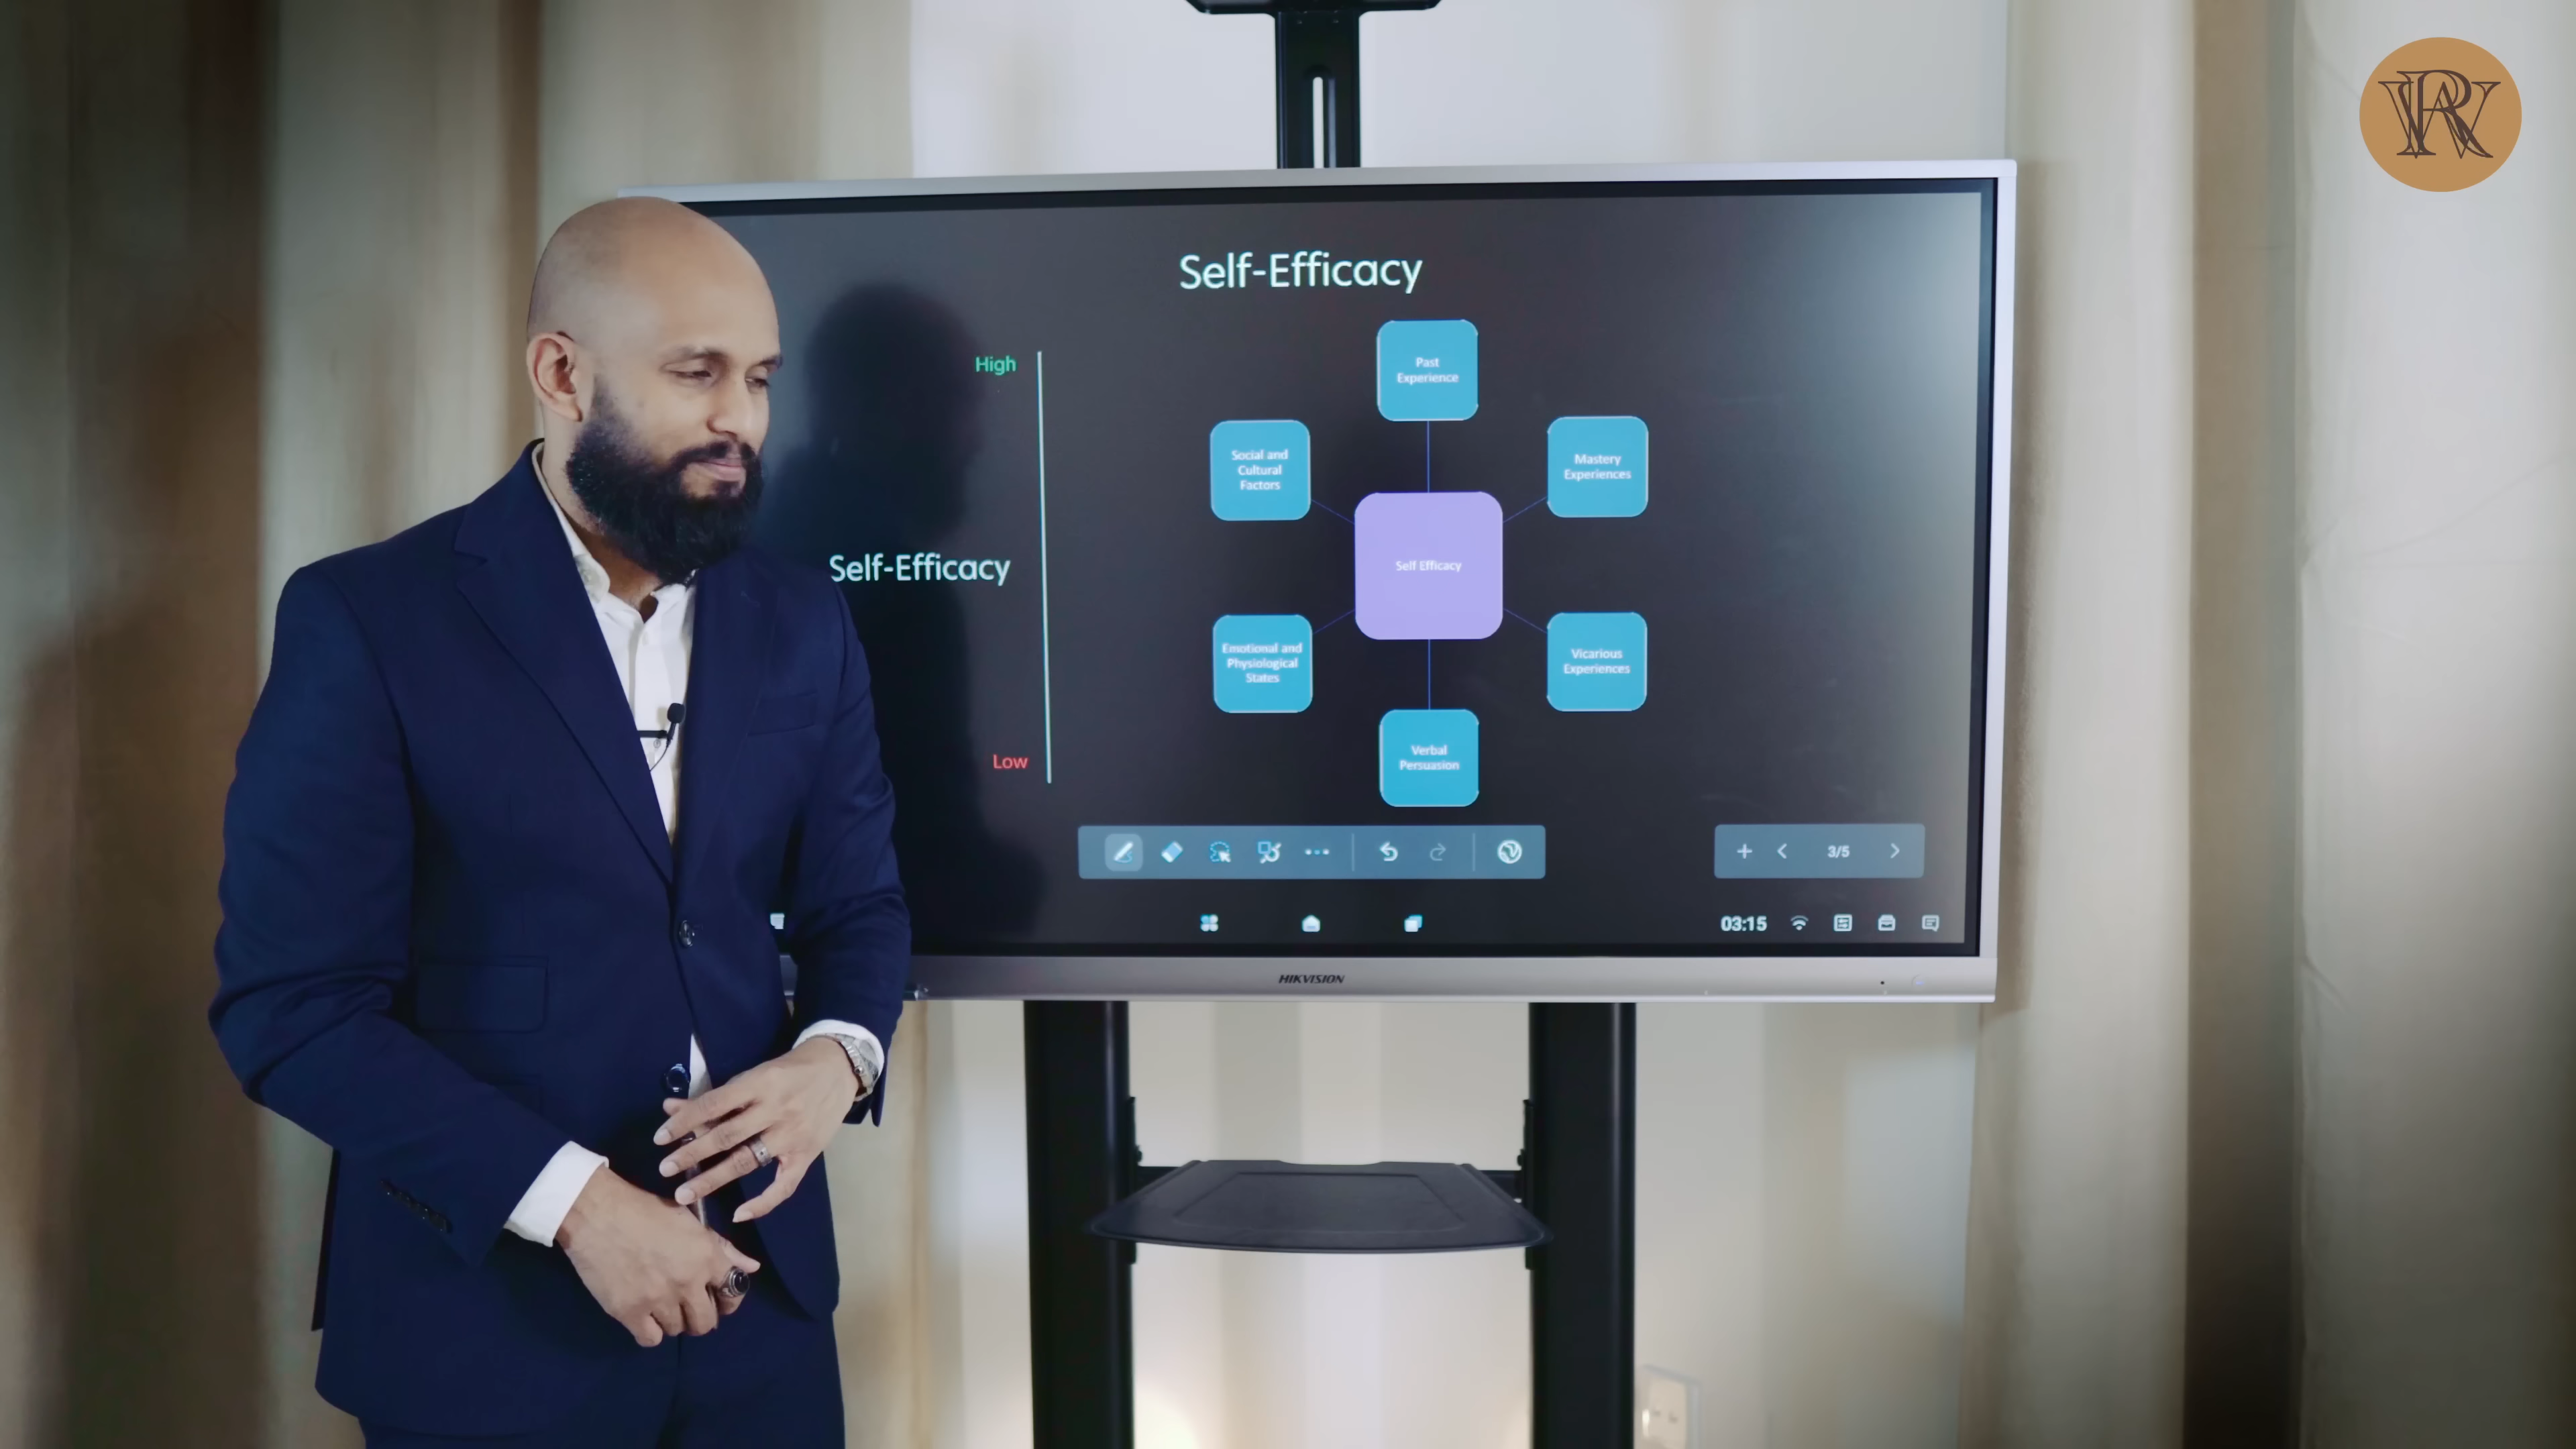 Self-Efficacy
High
Past
Experience
Social and
Cultural
Factors
Mastery
Experiences
Self-Efficacy
Self Efficacy
Emotional and
Physiological
States
Vicarious
Experiences
Low
Verbal
Persuasion
3/5
03:15
HIKVISION